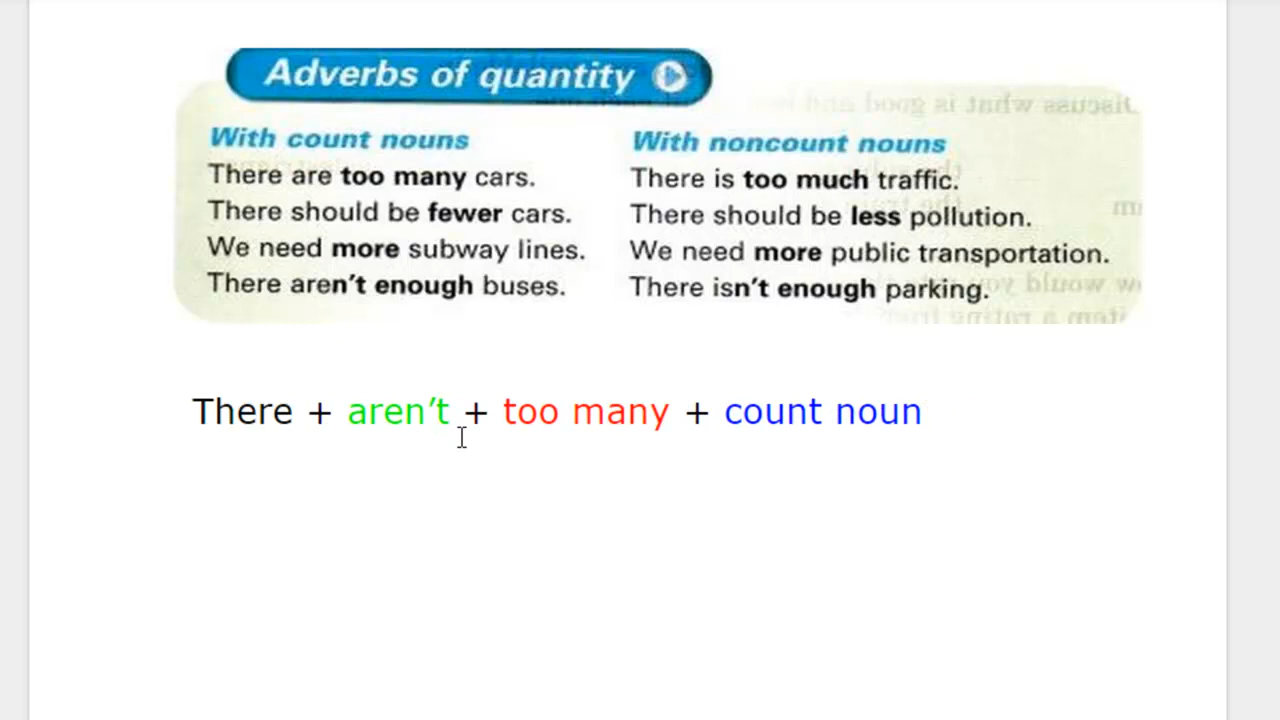 Adverbs of quantity
With count nouns
There are too many cars.
There should be fewer cars.
We need more subway lines.
There aren't enough buses.
With noncount nouns
There is too much traffic.
There should be less pollution.
We need more public transportation.
There isn't enough parking.
There + aren't + too many + count noun